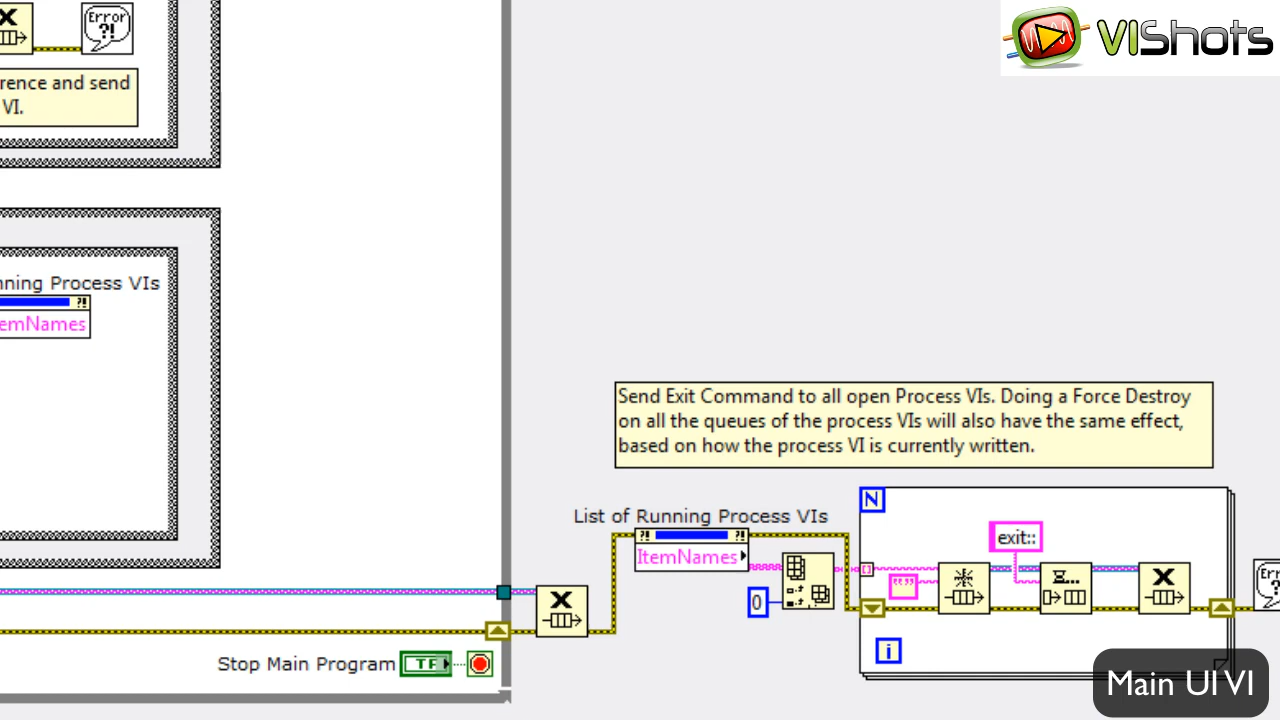 Error
?!
VIShots
rence and send
VI.
nning Process VIs
?!
emNames
Send Exit Command to all open Process VIs. Doing a Force Destroy
on all the queues of the process VIs will also have the same effect,
based on how the process VI is currently written.
N
List of Running Process VIs
?! ?!
ItemNames
exit::
0
i
Stop Main Program
TF
Main UI VI